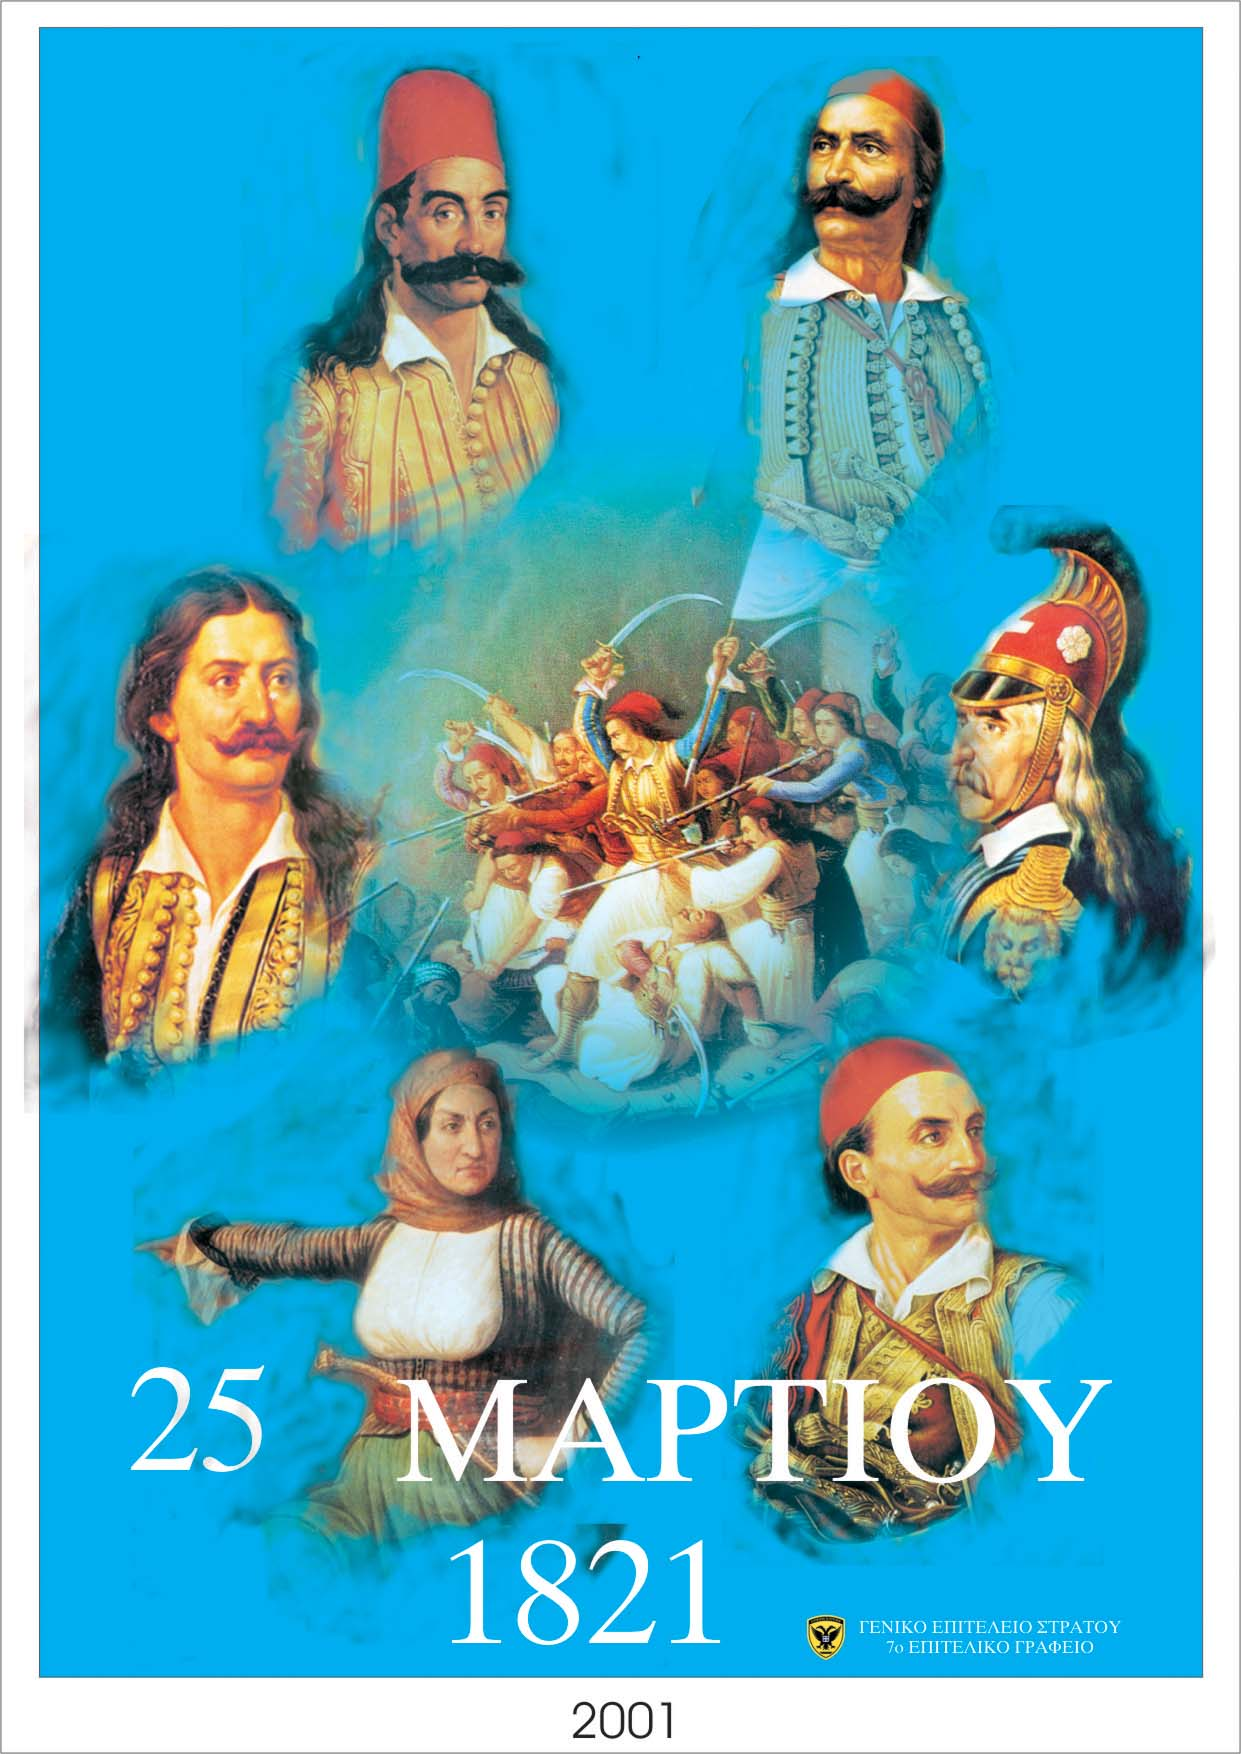 25 ΜΑΡΤΙΟΥ
1821
ΓΕΝΙΚΟ ΕΠΙΤΕΛΕΙΟ ΣΤΡΑΤΟΥ
7ο ΕΠΙΤΕΛΙΚΟ ΓΡΑΦΕΙΟ
2001